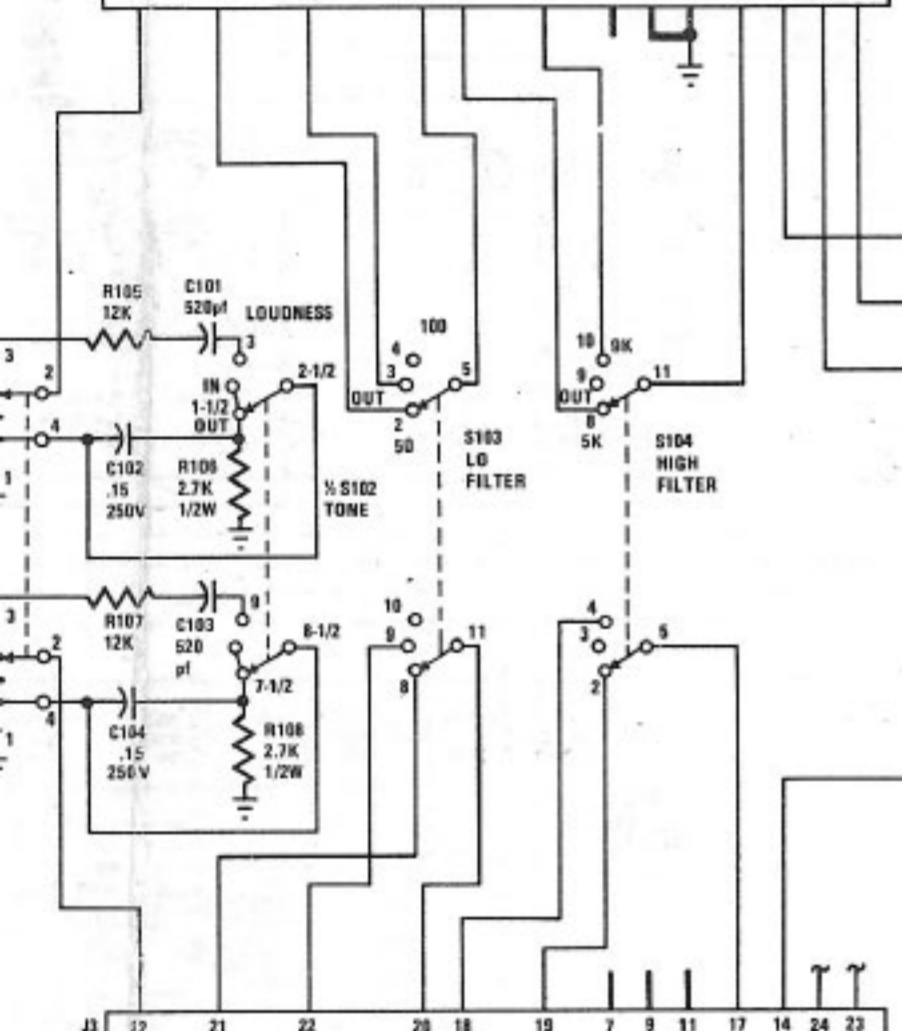 R105
12K
C101
520pf
LOUDNESS
3
3
2
IN
1-1/2
OUT
2-1/2
4
C102
.15
250V
R106
2.7K
1/2W
½ S102
TONE
1
100
4
3
5
OUT
2
50
S103
LO
FILTER
10
9K
9
11
OUT
8
5K
S104
HIGH
FILTER
3
R107
12K
C103
520
pf
9
2
8-1/2
7-1/2
4
C104
.15
250V
R108
2.7K
1/2W
1
10
9
11
8
4
3
5
2
J1 12 21 22 20 18 19 7 9 11 17 14 24 23